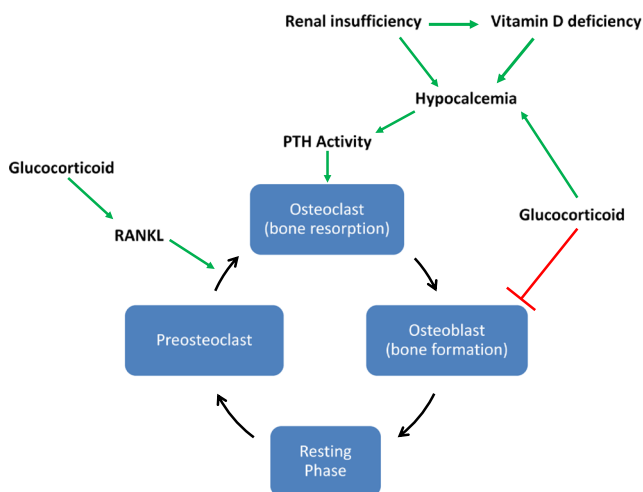 Renal insufficiency
Vitamin D deficiency
Hypocalcemia
PTH Activity
Glucocorticoid
RANKL
Osteoclast
(bone resorption)
Glucocorticoid
Preosteoclast
Osteoblast
(bone formation)
Resting
Phase